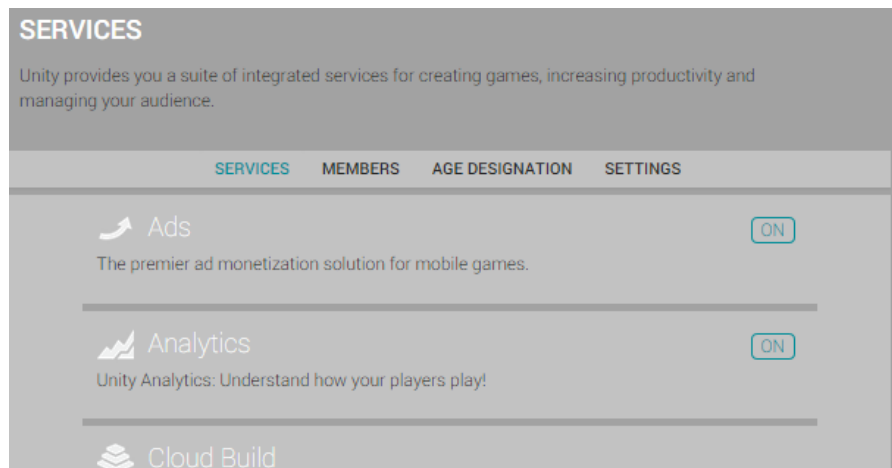 SERVICES
Unity provides you a suite of integrated services for creating games, increasing productivity and
managing your audience.
SERVICES MEMBERS AGE DESIGNATION SETTINGS
Ads ON
The premier ad monetization solution for mobile games.
Analytics ON
Unity Analytics: Understand how your players play!
Cloud Build